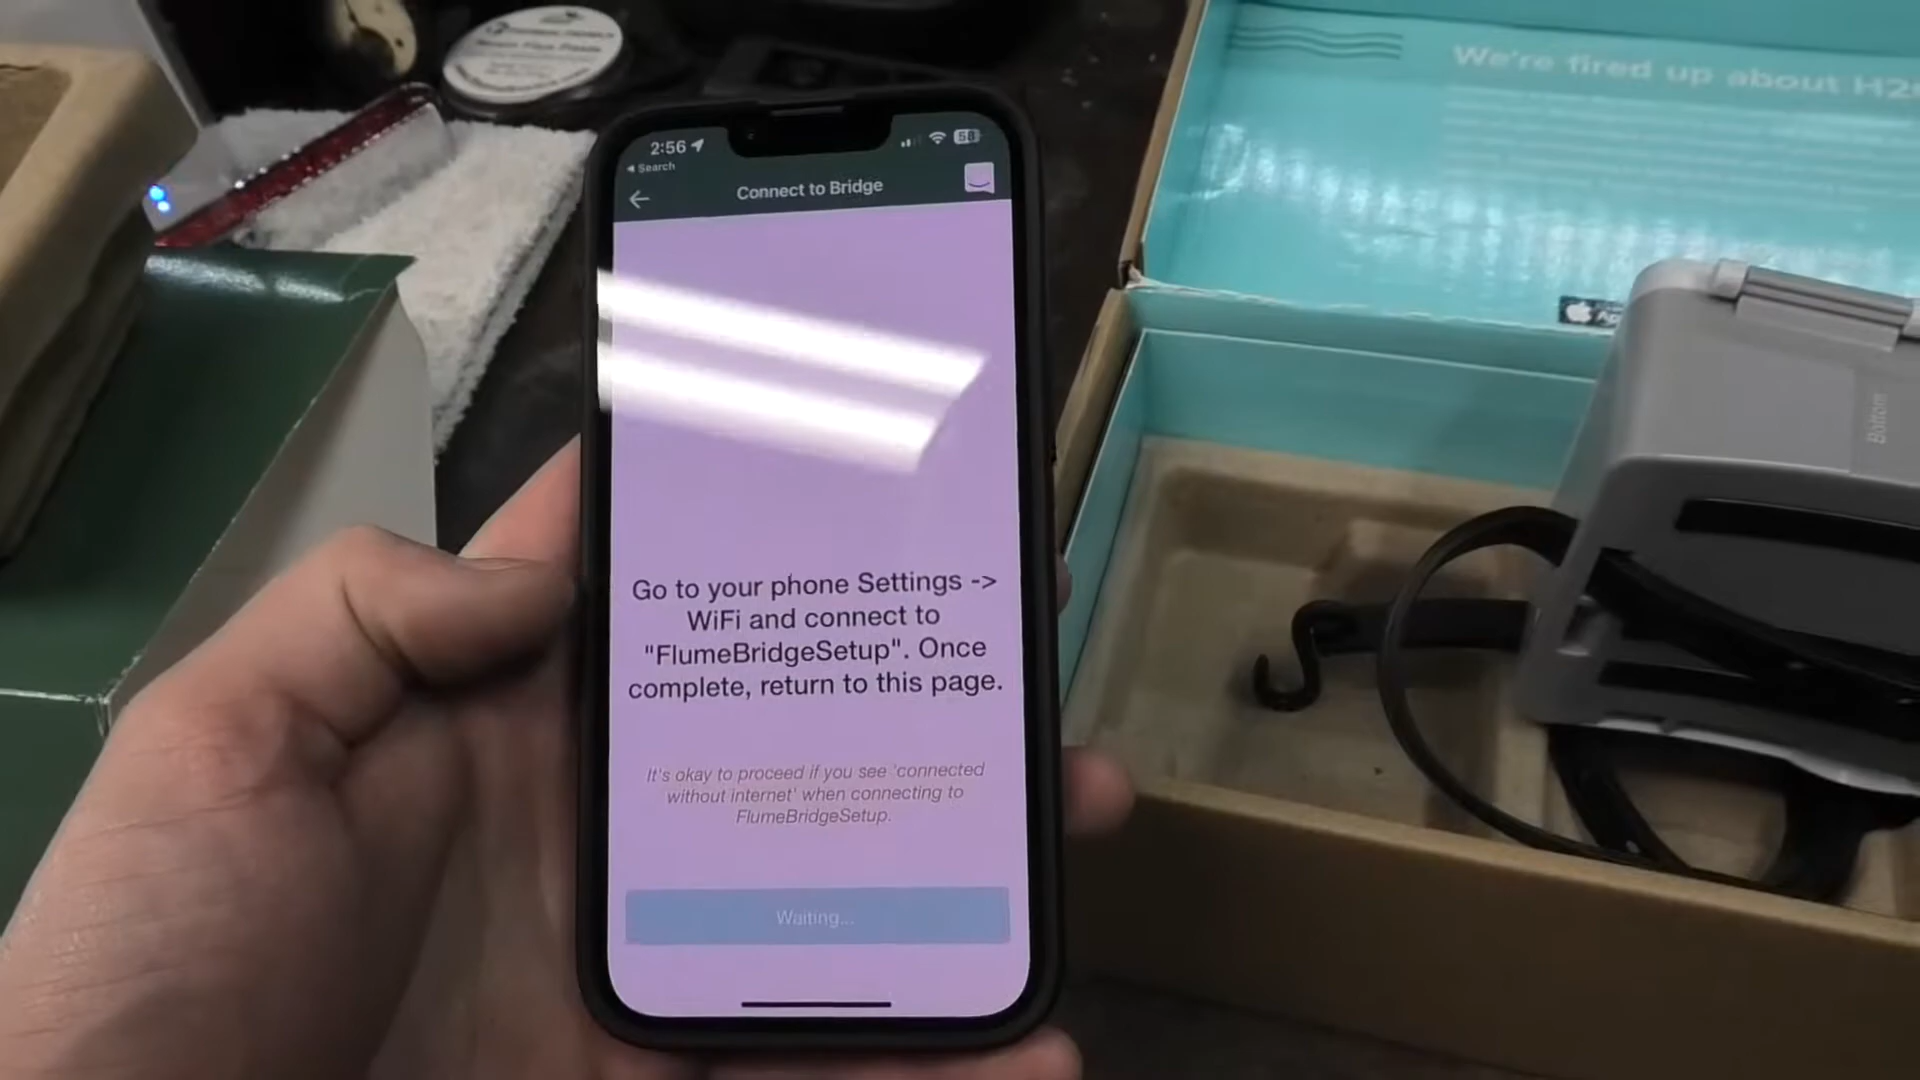 We're fired up about H2
2:56
58
Search
Connect to Bridge
Go to your phone Settings ->
WiFi and connect to
"FlumeBridgeSetup". Once
complete, return to this page.
It's okay to proceed if you see 'connected
without internet' when connecting to
FlumeBridgeSetup.
Waiting...
Bottom